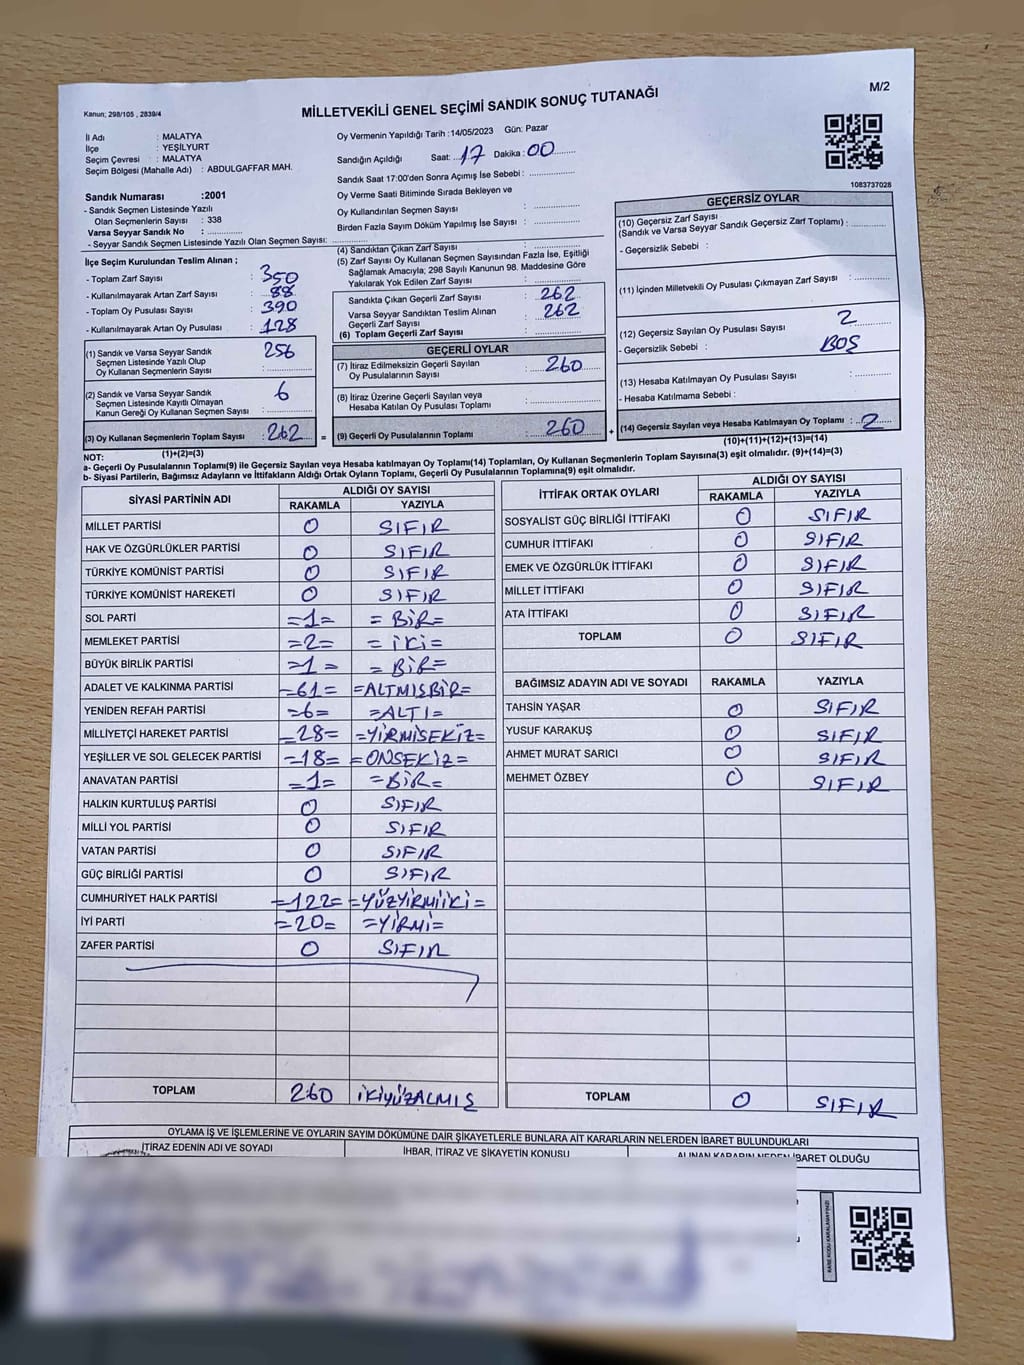 M/2
Kanun; 298/105 , 2839/4
MİLLETVEKİLİ GENEL SEÇİMİ SANDIK SONUÇ TUTANAĞI
İl Adı : MALATYA
İlçe : YEŞİLYURT
Seçim Çevresi : MALATYA
Seçim Bölgesi (Mahalle Adı) : ABDULGAFFAR MAH.
Sandık Numarası :2001
- Sandık Seçmen Listesinde Yazılı
Olan Seçmenlerin Sayısı : 338
Varsa Seyyar Sandık No : ..............
- Seyyar Sandık Seçmen Listesinde Yazılı Olan Seçmen Sayısı: ..............
İlçe Seçim Kurulundan Teslim Alınan ;
- Toplam Zarf Sayısı : 350
- Kullanılmayarak Artan Zarf Sayısı : 88
- Toplam Oy Pusulası Sayısı : 390
- Kullanılmayarak Artan Oy Pusulası : 128
(1) Sandık ve Varsa Seyyar Sandık 256
Seçmen Listesinde Yazılı Olup
Oy Kullanan Seçmenlerin Sayısı : ..............
(2) Sandık ve Varsa Seyyar Sandık 6
Seçmen Listesinde Kayıtlı Olmayan
Kanun Gereği Oy Kullanan Seçmen Sayısı : ..............
(3) Oy Kullanan Seçmenlerin Toplam Sayısı : 262
(1)+(2)=(3)
Oy Vermenin Yapıldığı Tarih :14/05/2023 Gün: Pazar
Sandığın Açıldığı Saat: 17 Dakika : 00
Sandık Saat 17:00'den Sonra Açımış İse Sebebi : ..............
Oy Verme Saati Bitiminde Sırada Bekleyen ve
Oy Kullandırılan Seçmen Sayısı : ..............
Birden Fazla Sayım Döküm Yapılmış İse Sayısı : ..............
(4) Sandıktan Çıkan Zarf Sayısı : ..............
(5) Zarf Sayısı Oy Kullanan Seçmen Sayısından Fazla İse, Eşitliği
Sağlamak Amacıyla; 298 Sayılı Kanunun 98. Maddesine Göre
Yakılarak Yok Edilen Zarf Sayısı : ..............
Sandıkta Çıkan Geçerli Zarf Sayısı : 262
Varsa Seyyar Sandıktan Teslim Alınan : 262
Geçerli Zarf Sayısı
(6) Toplam Geçerli Zarf Sayısı : ..............
GEÇERLİ OYLAR
(7) İtiraz Edilmeksizin Geçerli Sayılan
Oy Pusulalarının Sayısı : 260
(8) İtiraz Üzerine Geçerli Sayılan veya
Hesaba Katılan Oy Pusulası Toplamı : ..............
= (9) Geçerli Oy Pusulalarının Toplamı : 260
1083737028
GEÇERSİZ OYLAR
(10) Geçersiz Zarf Sayısı
(Sandık ve Varsa Seyyar Sandık Geçersiz Zarf Toplamı) : ..............
- Geçersizlik Sebebi :
(11) İçinden Milletvekili Oy Pusulası Çıkmayan Zarf Sayısı : ..............
(12) Geçersiz Sayılan Oy Pusulası Sayısı : 2
- Geçersizlik Sebebi : BOŞ
(13) Hesaba Katılmayan Oy Pusulası Sayısı : ..............
- Hesaba Katılmama Sebebi :
+ (14) Geçersiz Sayılan veya Hesaba Katılmayan Oy Toplamı : 2
(10)+(11)+(12)+(13)=(14)
NOT:
a- Geçerli Oy Pusulalarının Toplamı(9) ile Geçersiz Sayılan veya Hesaba katılmayan Oy Toplamı(14) Toplamları, Oy Kullanan Seçmenlerin Toplam Sayısına(3) eşit olmalıdır. (9)+(14)=(3)
b- Siyasi Partilerin, Bağımsız Adayların ve İttifakların Aldığı Ortak Oyların Toplamı, Geçerli Oy Pusulalarının Toplamına(9) eşit olmalıdır.
SİYASİ PARTİNİN ADI ALDIĞI OY SAYISI
RAKAMLA YAZIYLA
MİLLET PARTİSİ 0 SIFIR
HAK VE ÖZGÜRLÜKLER PARTİSİ 0 SIFIR
TÜRKİYE KOMÜNİST PARTİSİ 0 SIFIR
TÜRKİYE KOMÜNİST HAREKETİ 0 SIFIR
SOL PARTİ =1= =BİR=
MEMLEKET PARTİSİ =2= =İKİ=
BÜYÜK BİRLİK PARTİSİ =1= =BİR=
ADALET VE KALKINMA PARTİSİ =61= =ALTMIŞBİR=
YENİDEN REFAH PARTİSİ =6= =ALTI=
MİLLİYETÇİ HAREKET PARTİSİ =28= =YİRMİSEKİZ=
YEŞİLLER VE SOL GELECEK PARTİSİ =18= =ONSEKİZ=
ANAVATAN PARTİSİ =1= =BİR=
HALKIN KURTULUŞ PARTİSİ 0 SIFIR
MİLLİ YOL PARTİSİ 0 SIFIR
VATAN PARTİSİ 0 SIFIR
GÜÇ BİRLİĞİ PARTİSİ 0 SIFIR
CUMHURİYET HALK PARTİSİ =122= =YÜZYİRMİİKİ=
İYİ PARTİ =20= =YİRMİ=
ZAFER PARTİSİ 0 SIFIR
TOPLAM 260 İKİYÜZALMIŞ
İTTİFAK ORTAK OYLARI ALDIĞI OY SAYISI
RAKAMLA YAZIYLA
SOSYALİST GÜÇ BİRLİĞİ İTTİFAKI 0 SIFIR
CUMHUR İTTİFAKI 0 SIFIR
EMEK VE ÖZGÜRLÜK İTTİFAKI 0 SIFIR
MİLLET İTTİFAKI 0 SIFIR
ATA İTTİFAKI 0 SIFIR
TOPLAM 0 SIFIR
BAĞIMSIZ ADAYIN ADI VE SOYADI RAKAMLA YAZIYLA
TAHSİN YAŞAR 0 SIFIR
YUSUF KARAKUŞ 0 SIFIR
AHMET MURAT SARICI 0 SIFIR
MEHMET ÖZBEY 0 SIFIR
TOPLAM 0 SIFIR
OYLAMA İŞ VE İŞLEMLERİNE VE OYLARIN SAYIM DÖKÜMÜNE DAİR ŞİKAYETLERLE BUNLARA AİT KARARLARIN NELERDEN İBARET BULUNDUKLARI
İTİRAZ EDENİN ADI VE SOYADI İHBAR, İTİRAZ VE ŞİKAYETİN KONUSU ALINAN KARARIN NEDEN İBARET OLDUĞU